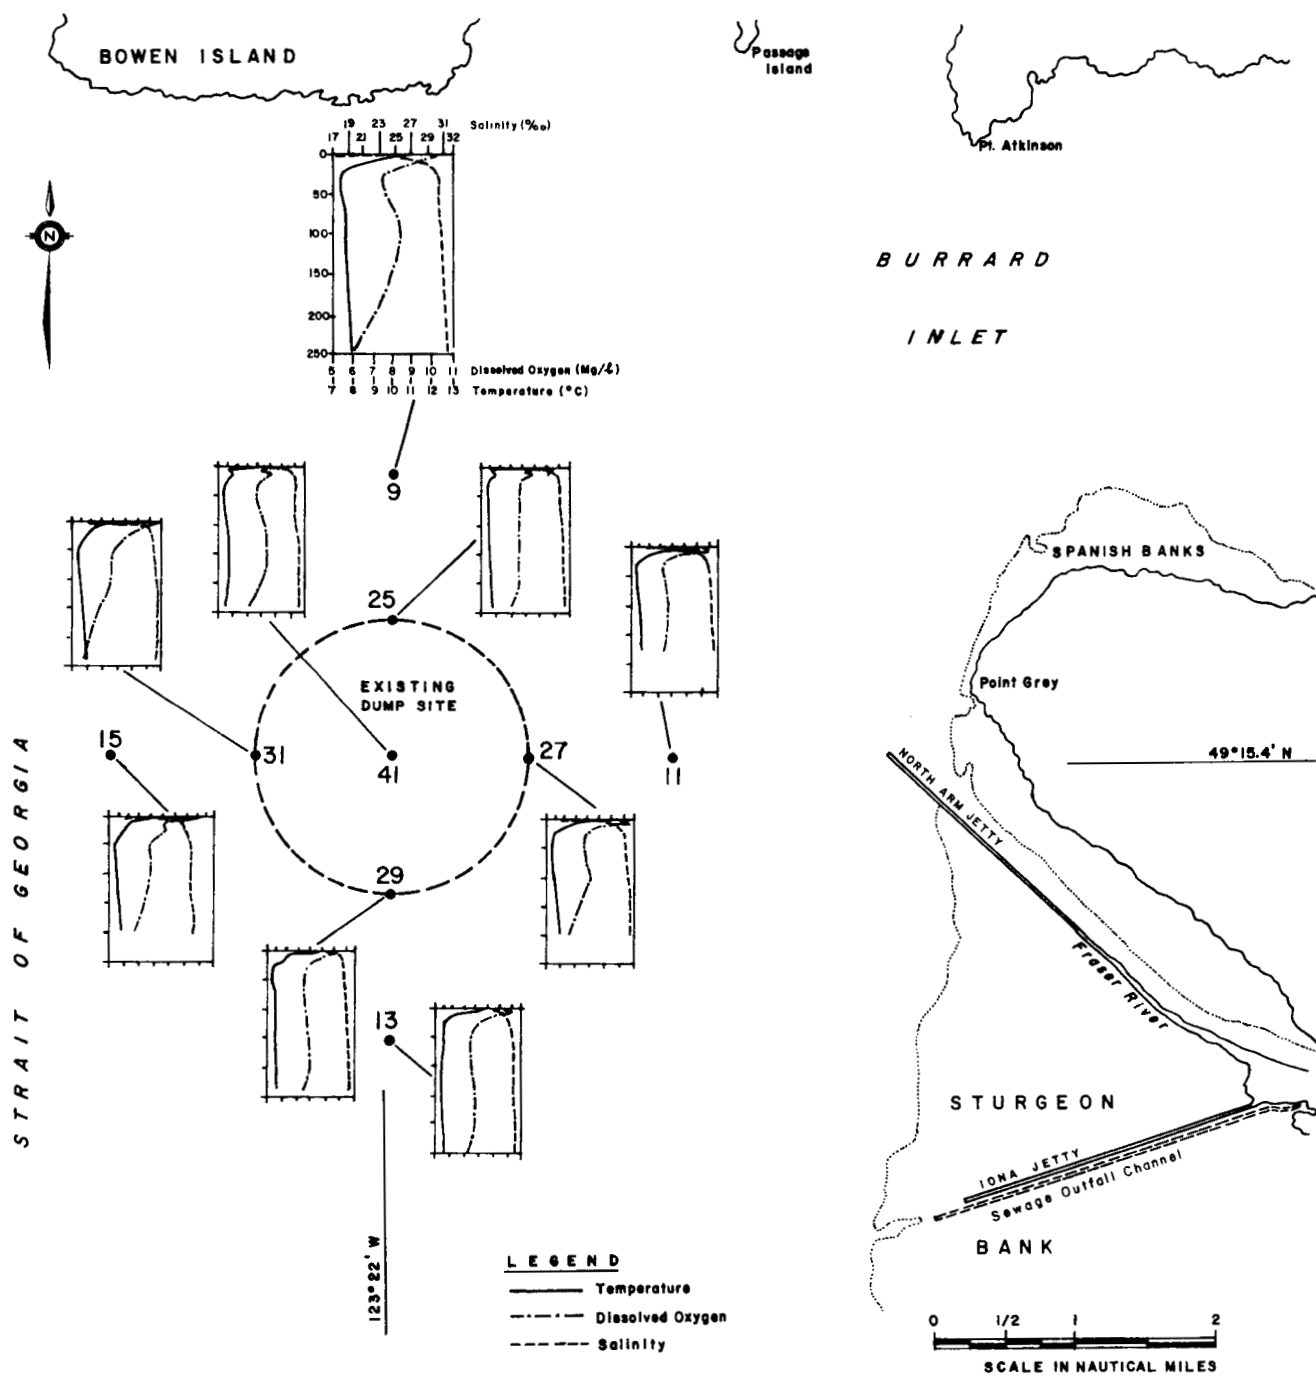 BOWEN ISLAND
Passage
Island
Pt. Atkinson
19 23 27 31 Salinity (‰)
17 21 25 29 32
0
50
100
150
200
250
5 6 7 8 9 10 11 Dissolved Oxygen (Mg/ℓ)
7 8 9 10 11 12 13 Temperature (°C)
N
BURRARD
INLET
9
SPANISH BANKS
25
EXISTING
DUMP SITE
Point Grey
15
31
41
27
11
49°15.4' N
NORTH ARM JETTY
STRAIT OF GEORGIA
29
Fraser River
13
STURGEON
IONA JETTY
Sewage Outfall Channel
BANK
123°22' W
LEGEND
Temperature
Dissolved Oxygen
Salinity
0 1/2 1 2
SCALE IN NAUTICAL MILES